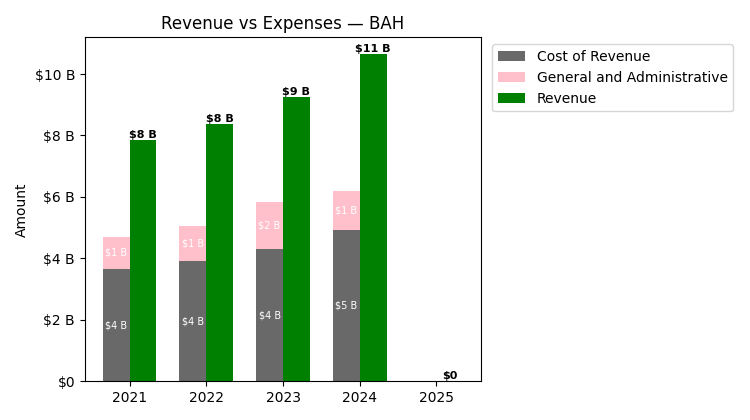 Revenue vs Expenses — BAH
Cost of Revenue
General and Administrative
Revenue
Amount
$10 B
$8 B
$6 B
$4 B
$2 B
$0
$8 B
$8 B
$9 B
$11 B
$0
$1 B
$1 B
$2 B
$1 B
$4 B
$4 B
$4 B
$5 B
2021
2022
2023
2024
2025